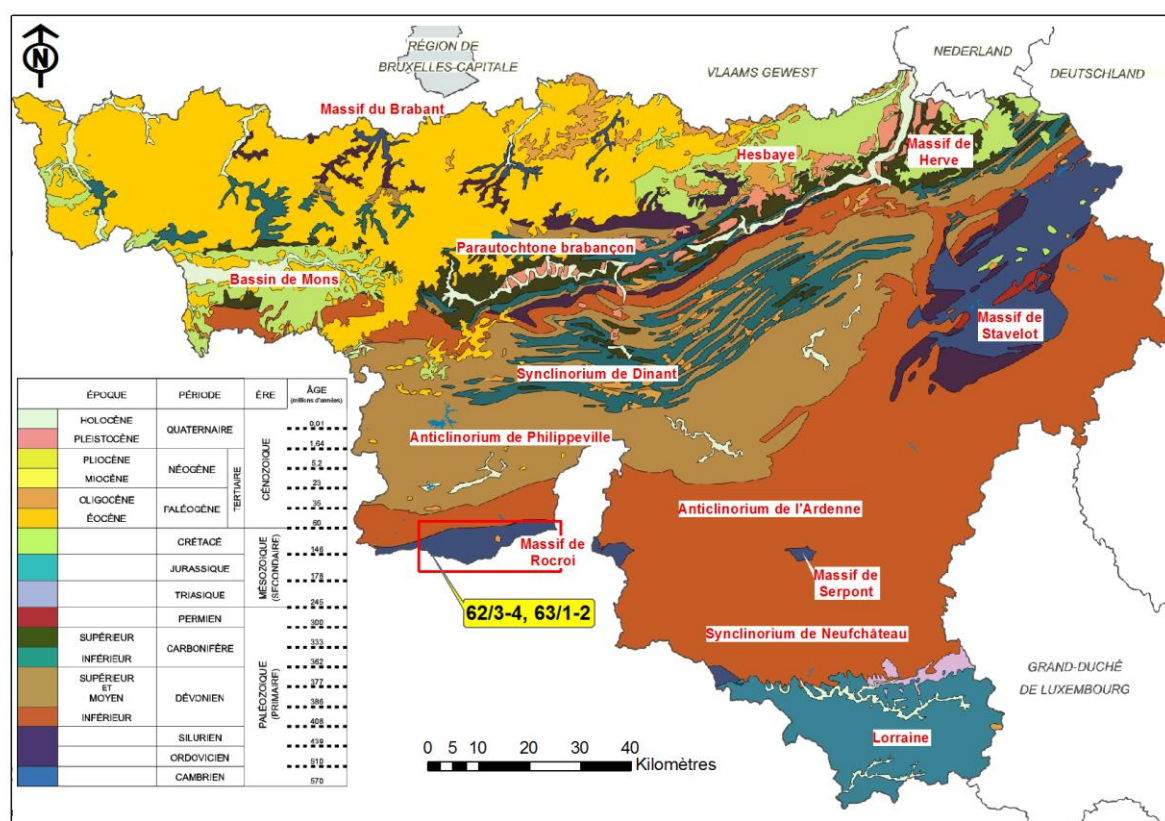 N
RÉGION DE
BRUXELLES-CAPITALE
VLAAMS GEWEST
NEDERLAND
DEUTSCHLAND
Massif du Brabant
Hesbaye
Massif de
Herve
Parautochtone brabançon
Bassin de Mons
Massif de
Stavelot
Synclinorium de Dinant
Anticlinorium de Philippeville
Anticlinorium de l'Ardenne
Massif de
Rocroi
Massif de
Serpont
62/3-4, 63/1-2
Synclinorium de Neufchâteau
GRAND-DUCHÉ
DE LUXEMBOURG
Lorraine
0 5 10 20 30 40
Kilomètres
ÉPOQUE PÉRIODE ÈRE ÂGE
(millions d'années)
HOLOCÈNE
QUATERNAIRE
0,01
PLEISTOCÈNE
1,64
PLIOCÈNE
NÉOGÈNE
5,2
MIOCÈNE
23
TERTIAIRE
CÉNOZOÏQUE
OLIGOCÈNE
PALÉOGÈNE
35
ÉOCÈNE
60
CRÉTACÉ
146
JURASSIQUE
178
TRIASIQUE
245
MÉSOZOÏQUE
(SECONDAIRE)
PERMIEN
300
SUPÉRIEUR
CARBONIFÈRE
333
INFÉRIEUR
362
SUPÉRIEUR
ET
MOYEN
DÉVONIEN
377
386
INFÉRIEUR
408
SILURIEN
439
ORDOVICIEN
510
CAMBRIEN
570
PALÉOZOÏQUE
(PRIMAIRE)